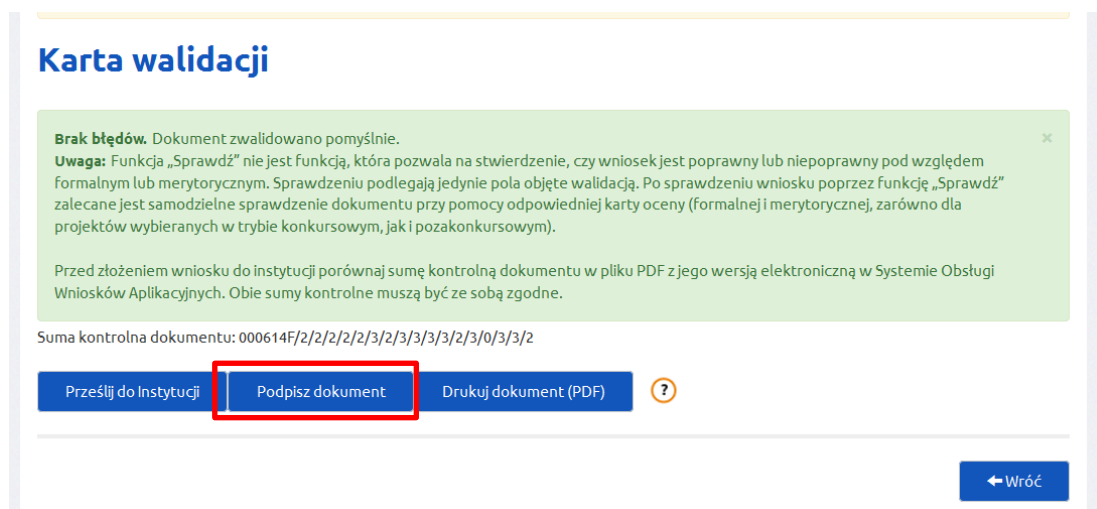 Karta walidacji
Brak błędów. Dokument zwalidowano pomyślnie.
×
Uwaga: Funkcja „Sprawdź” nie jest funkcją, która pozwala na stwierdzenie, czy wniosek jest poprawny lub niepoprawny pod względem
formalnym lub merytorycznym. Sprawdzeniu podlegają jedynie pola objęte walidacją. Po sprawdzeniu wniosku poprzez funkcję „Sprawdź”
zalecane jest samodzielne sprawdzenie dokumentu przy pomocy odpowiedniej karty oceny (formalnej i merytorycznej, zarówno dla
projektów wybieranych w trybie konkursowym, jak i pozakonkursowym).
Przed złożeniem wniosku do instytucji porównaj sumę kontrolną dokumentu w pliku PDF z jego wersją elektroniczną w Systemie Obsługi
Wniosków Aplikacyjnych. Obie sumy kontrolne muszą być ze sobą zgodne.
Suma kontrolna dokumentu: 000614F/2/2/2/2/2/3/2/3/3/3/3/2/3/0/3/3/2
Prześlij do Instytucji Podpisz dokument Drukuj dokument (PDF) ?
Wróć